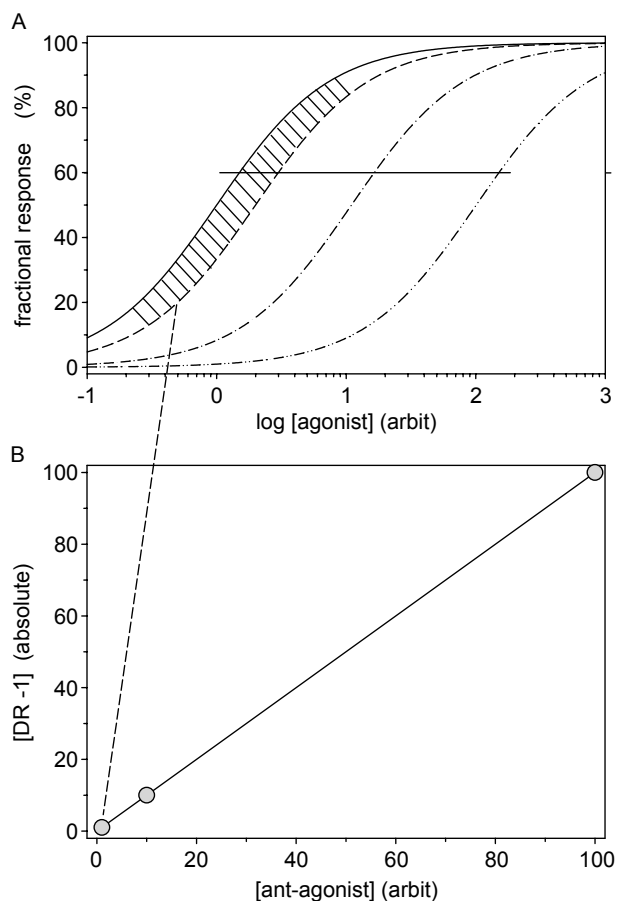 A
100
80
60
40
20
0
fractional response (%)
-1 0 1 2 3
log [agonist] (arbit)
B
100
80
60
40
20
0
[DR -1] (absolute)
0 20 40 60 80 100
[ant-agonist] (arbit)